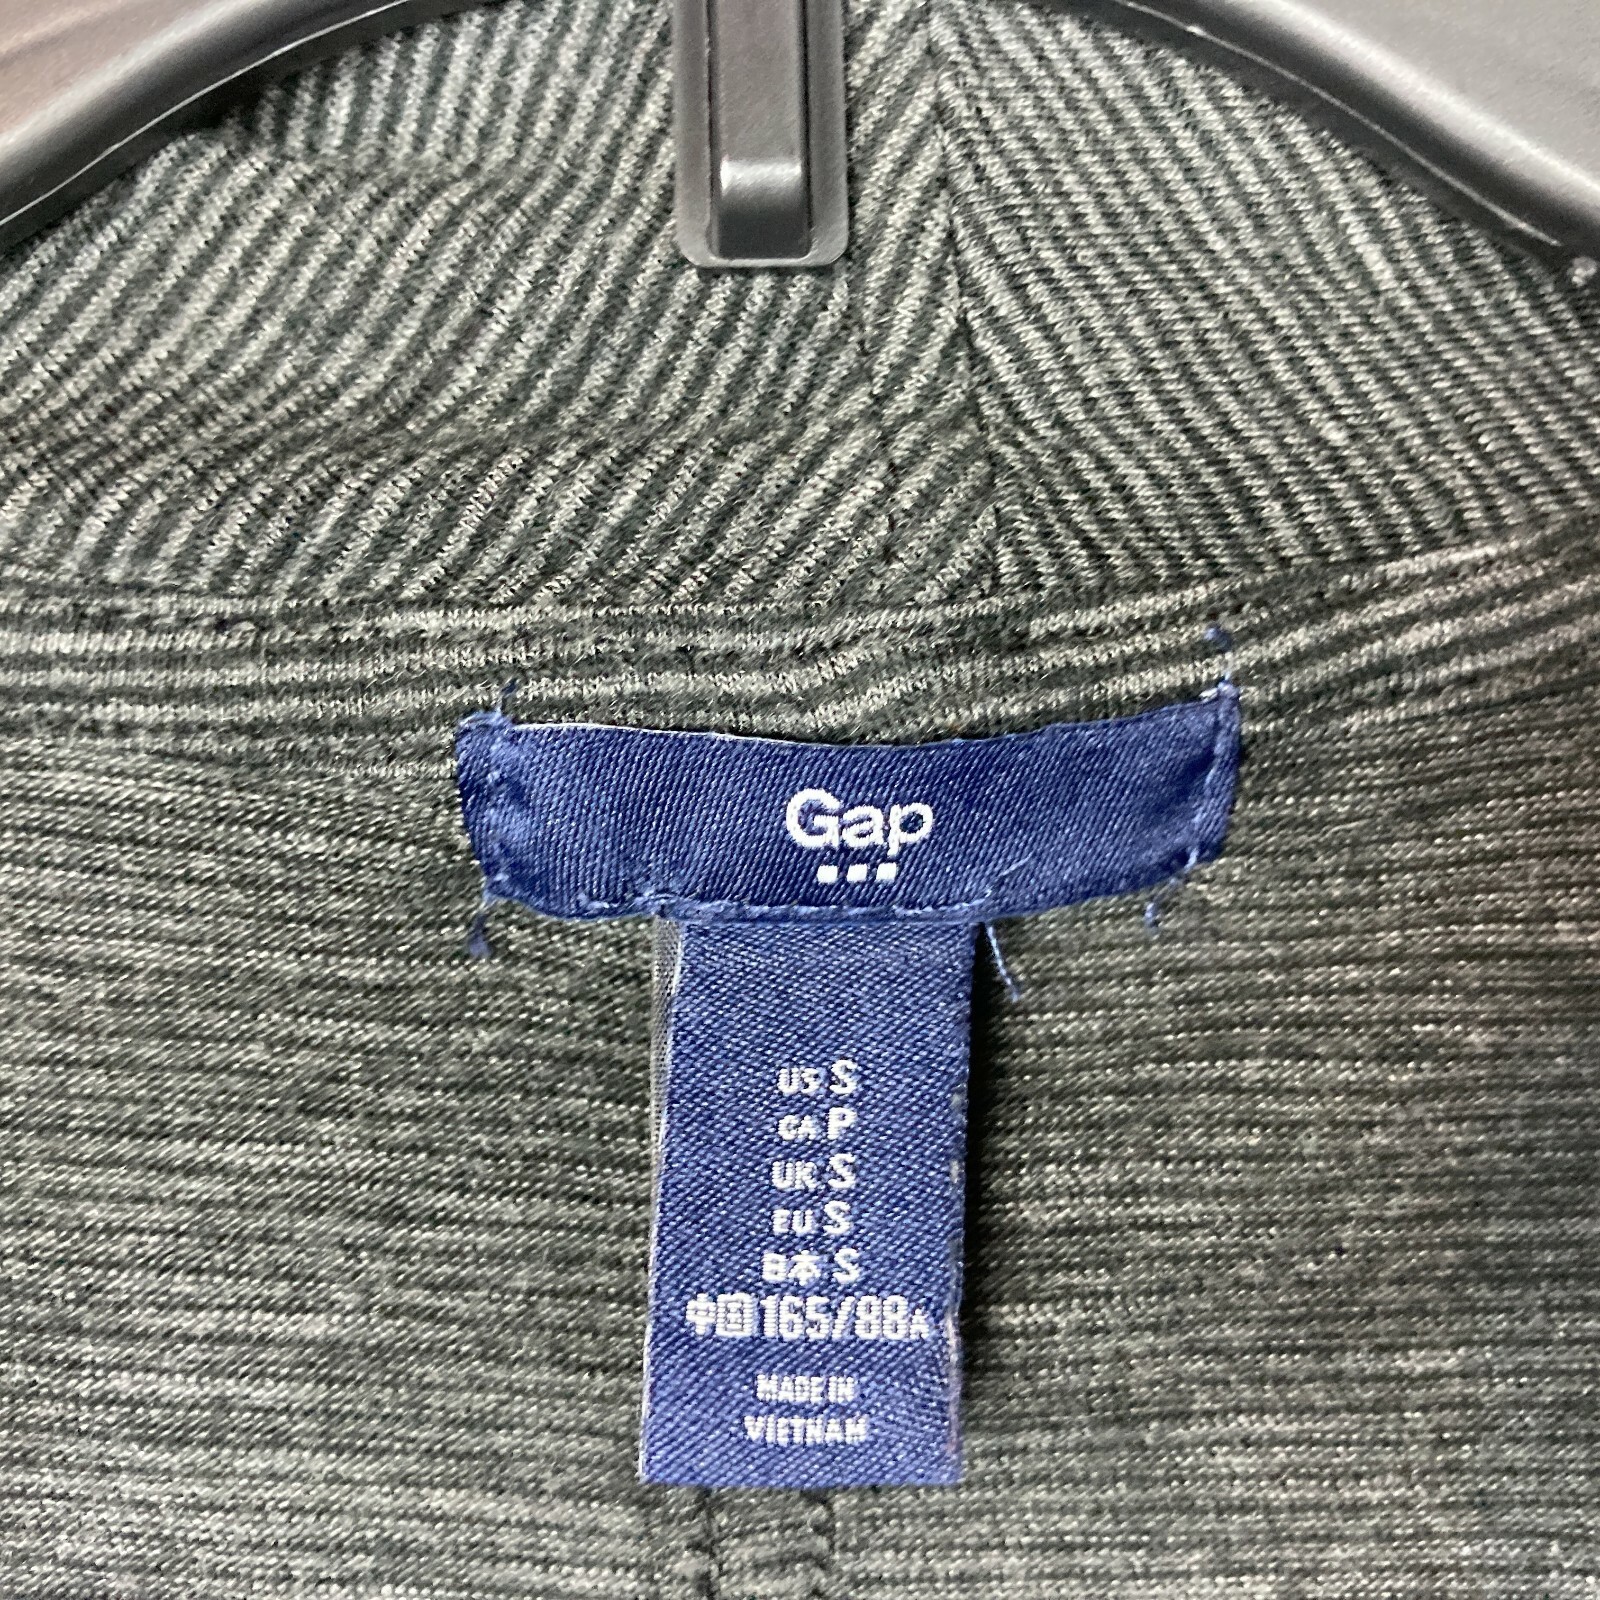 Gap
US S
CA P
UK S
EU S
日本 S
中国 165/88A
MADE IN
VIETNAM